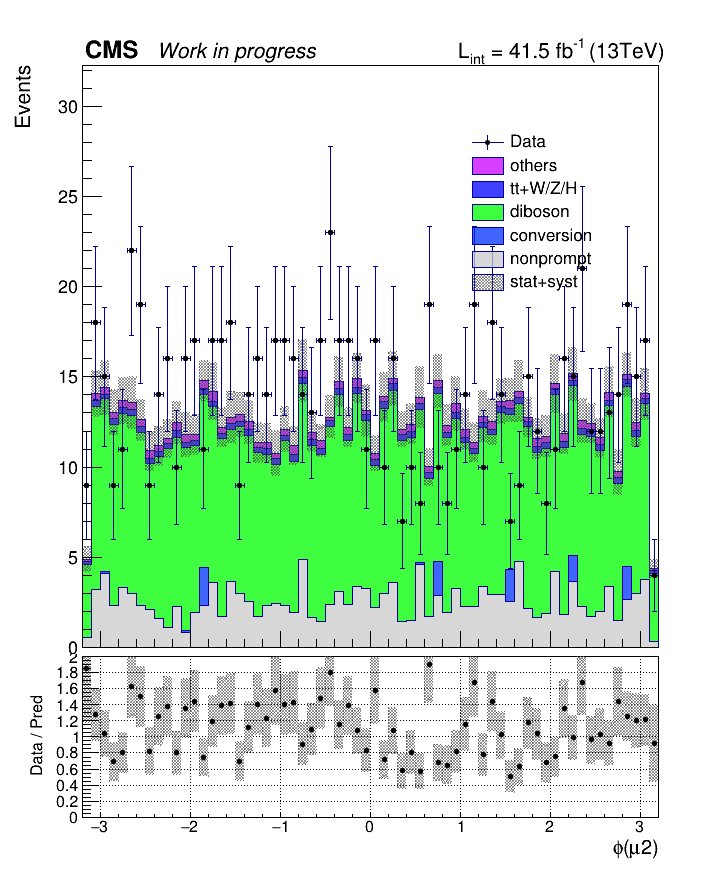 CMS Work in progress L_int = 41.5 fb⁻¹ (13TeV)
Events
30
25
20
15
10
5
0
Data
others
tt+W/Z/H
diboson
conversion
nonprompt
stat+syst
Data / Pred
2
1.8
1.6
1.4
1.2
1
0.8
0.6
0.4
0.2
0
−3 −2 −1 0 1 2 3
ϕ(μ2)